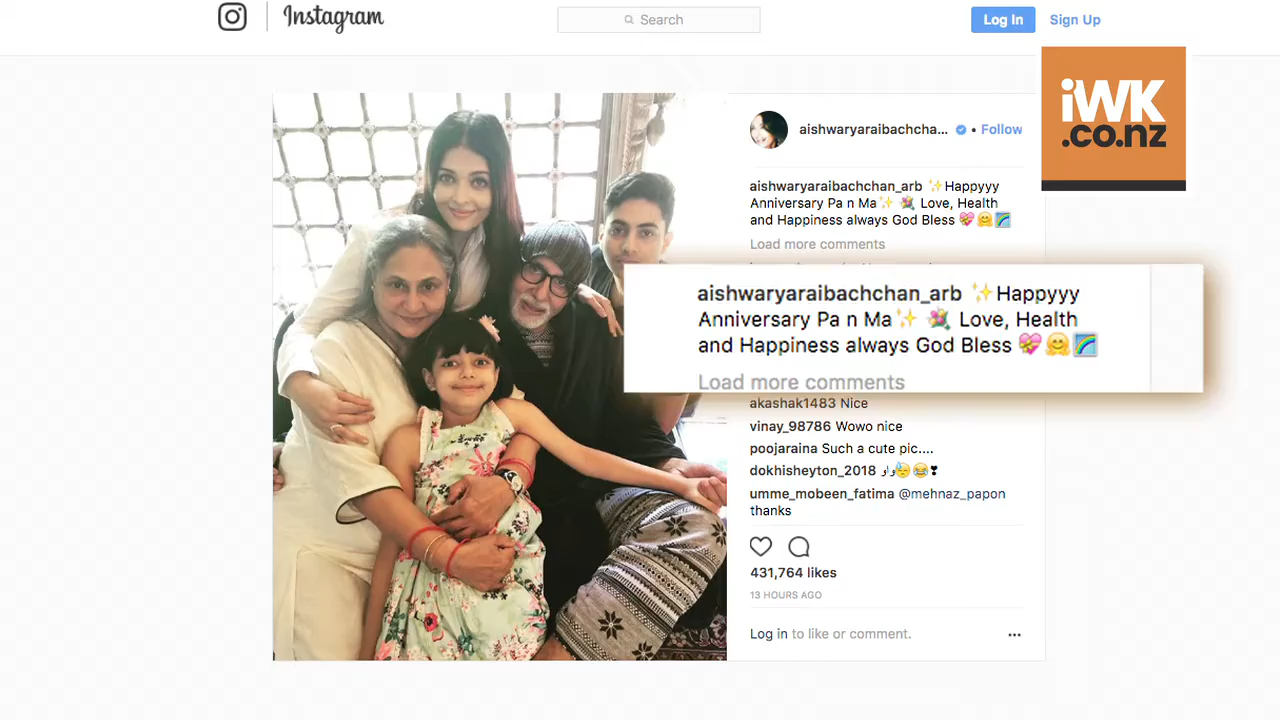 Instagram
Search
Log In
Sign Up
iWK
.co.nz
aishwaryaraibachcha... • Follow
aishwaryaraibachchan_arb ✨Happyyy
Anniversary Pa n Ma✨ 💐 Love, Health
and Happiness always God Bless 💝🤗🌈
Load more comments
aishwaryaraibachchan_arb ✨Happyyy
Anniversary Pa n Ma✨ 💐 Love, Health
and Happiness always God Bless 💝🤗🌈
Load more comments
akashak1483 Nice
vinay_98786 Wowo nice
poojaraina Such a cute pic....
dokhisheyton_2018 واو😓😂❣
umme_mobeen_fatima @mehnaz_papon
thanks
431,764 likes
13 HOURS AGO
Log in to like or comment.